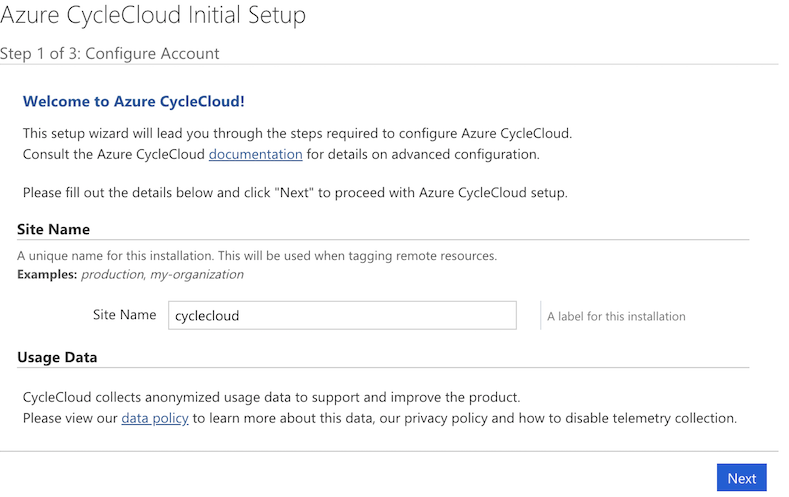 Azure CycleCloud Initial Setup
Step 1 of 3: Configure Account
Welcome to Azure CycleCloud!
This setup wizard will lead you through the steps required to configure Azure CycleCloud.
Consult the Azure CycleCloud documentation for details on advanced configuration.
Please fill out the details below and click "Next" to proceed with Azure CycleCloud setup.
Site Name
A unique name for this installation. This will be used when tagging remote resources.
Examples: production, my-organization
Site Name cyclecloud A label for this installation
Usage Data
CycleCloud collects anonymized usage data to support and improve the product.
Please view our data policy to learn more about this data, our privacy policy and how to disable telemetry collection.
Next